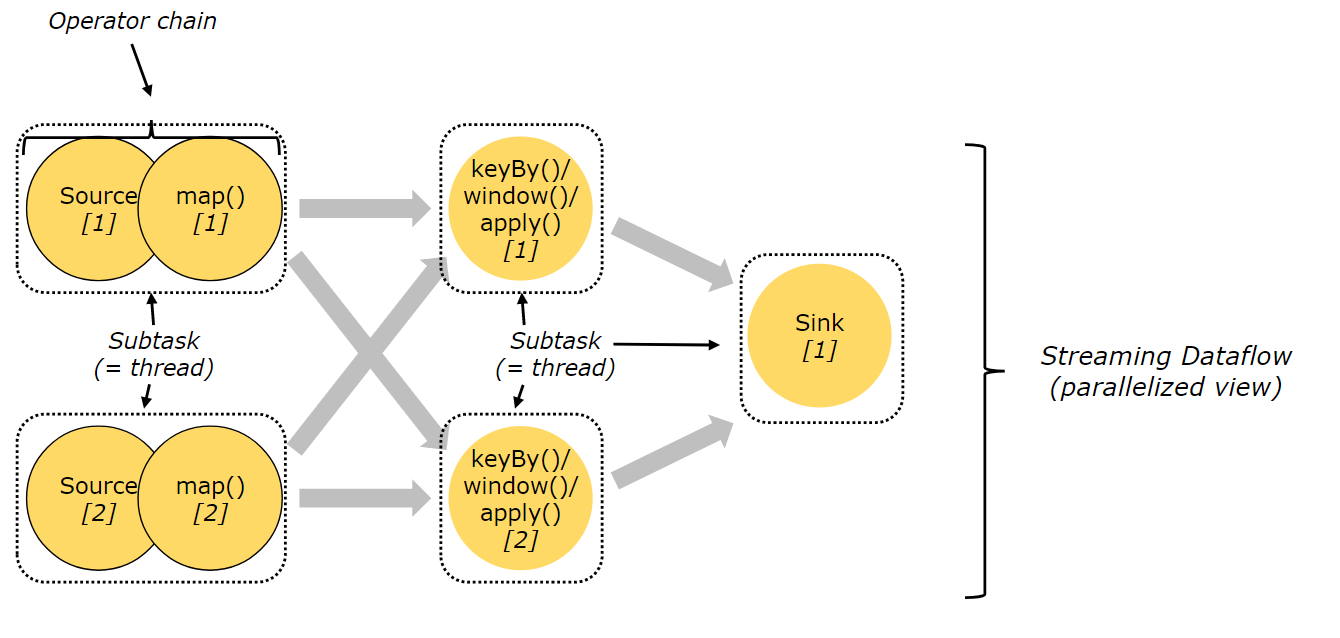 Operator chain
Source
[1]
map()
[1]
keyBy()/
window()/
apply()
[1]
Subtask
(= thread)
Subtask
(= thread)
Sink
[1]
Streaming Dataflow
(parallelized view)
Source
[2]
map()
[2]
keyBy()/
window()/
apply()
[2]